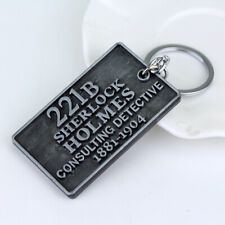 221B
SHERLOCK
HOLMES
CONSULTING DETECTIVE
1881-1904